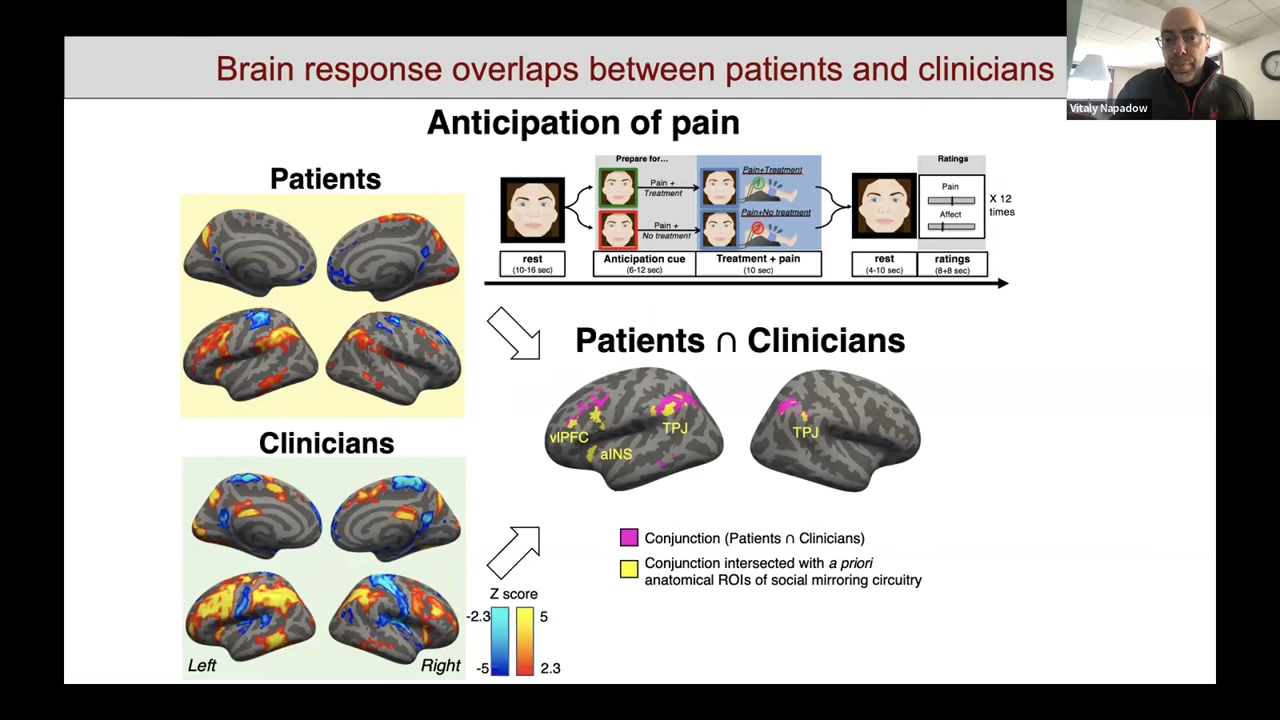 Brain response overlaps between patients and clinicians
Vitaly Napadow
Anticipation of pain
Patients
Prepare for...
Pain +
Treatment
Pain +
No treatment
Pain+Treatment
Pain+No treatment
Ratings
Pain
Affect
X 12
times
rest
(10-16 sec)
Anticipation cue
(6-12 sec)
Treatment + pain
(10 sec)
rest
(4-10 sec)
ratings
(8+8 sec)
Patients ∩ Clinicians
vlPFC
TPJ
aINS
TPJ
Clinicians
Left
Right
Conjunction (Patients ∩ Clinicians)
Conjunction intersected with a priori
anatomical ROIs of social mirroring circuitry
Z score
-2.3
5
-5
2.3